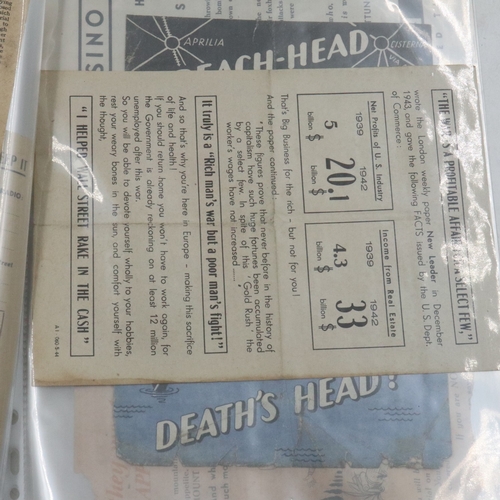 APRILIA
CISTERNA
EACH-HEAD
"THE WAR IS A PROFITABLE AFFAIR FOR A SELECT FEW,"
wrote the London weekly paper New Leader in December
1943, and gave the following FACTS issued by the U. S. Dept.
of Commerce:
Net Profits of U. S. Industry
1939 1942
5 20.1
billion $ billion $
Income from Real Estate
1939 1942
4.3 33
billion $ billion $
That's Big Business for the rich – but not for you!
And the paper continued:
"These figures prove that never before in the history of
capitalism have such huge fortunes been accumulated
by a select few. In spite of this "Gold Rush" the
worker's wages have not increased..."
It truly is a "Rich man's war but a poor man's fight!"
And so that's why you're here in Europe – making this sacrifice
of life and health!
If you should return home you won't have to work again, for
the Government is already reckoning on at least 12 million
unemployed after this war.
So you will be able to devote yourself wholly to your hobbies,
rest your weary bones in the sun, and comfort yourself with
the thought,
"I HELPED WALL-STREET RAKE IN THE CASH"
DEATH'S HEAD!